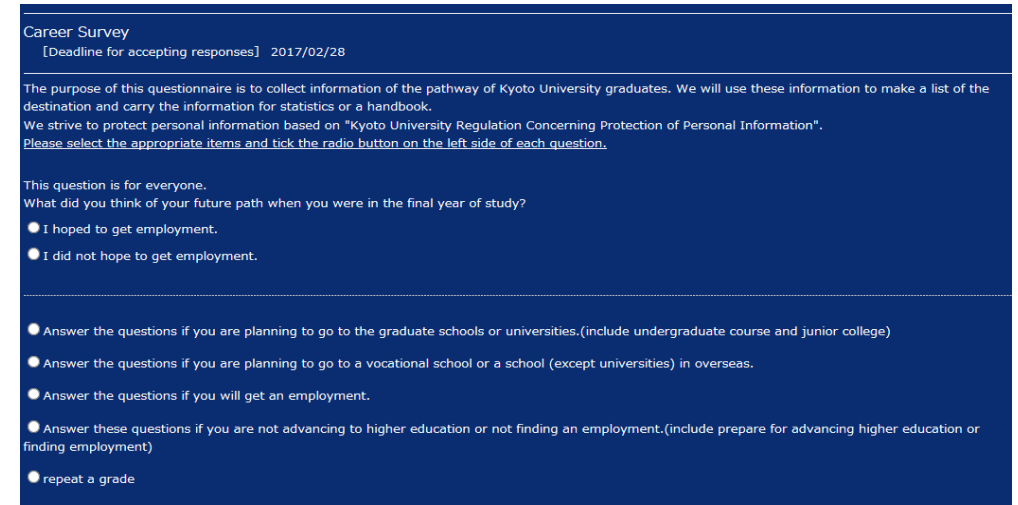 Career Survey
[Deadline for accepting responses] 2017/02/28
The purpose of this questionnaire is to collect information of the pathway of Kyoto University graduates. We will use these information to make a list of the
destination and carry the information for statistics or a handbook.
We strive to protect personal information based on "Kyoto University Regulation Concerning Protection of Personal Information".
Please select the appropriate items and tick the radio button on the left side of each question.
This question is for everyone.
What did you think of your future path when you were in the final year of study?
I hoped to get employment.
I did not hope to get employment.
Answer the questions if you are planning to go to the graduate schools or universities.(include undergraduate course and junior college)
Answer the questions if you are planning to go to a vocational school or a school (except universities) in overseas.
Answer the questions if you will get an employment.
Answer these questions if you are not advancing to higher education or not finding an employment.(include prepare for advancing higher education or
finding employment)
repeat a grade